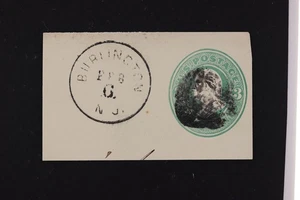 BURLINGTON
FEB
6.
N.J.
U.S. POSTAGE